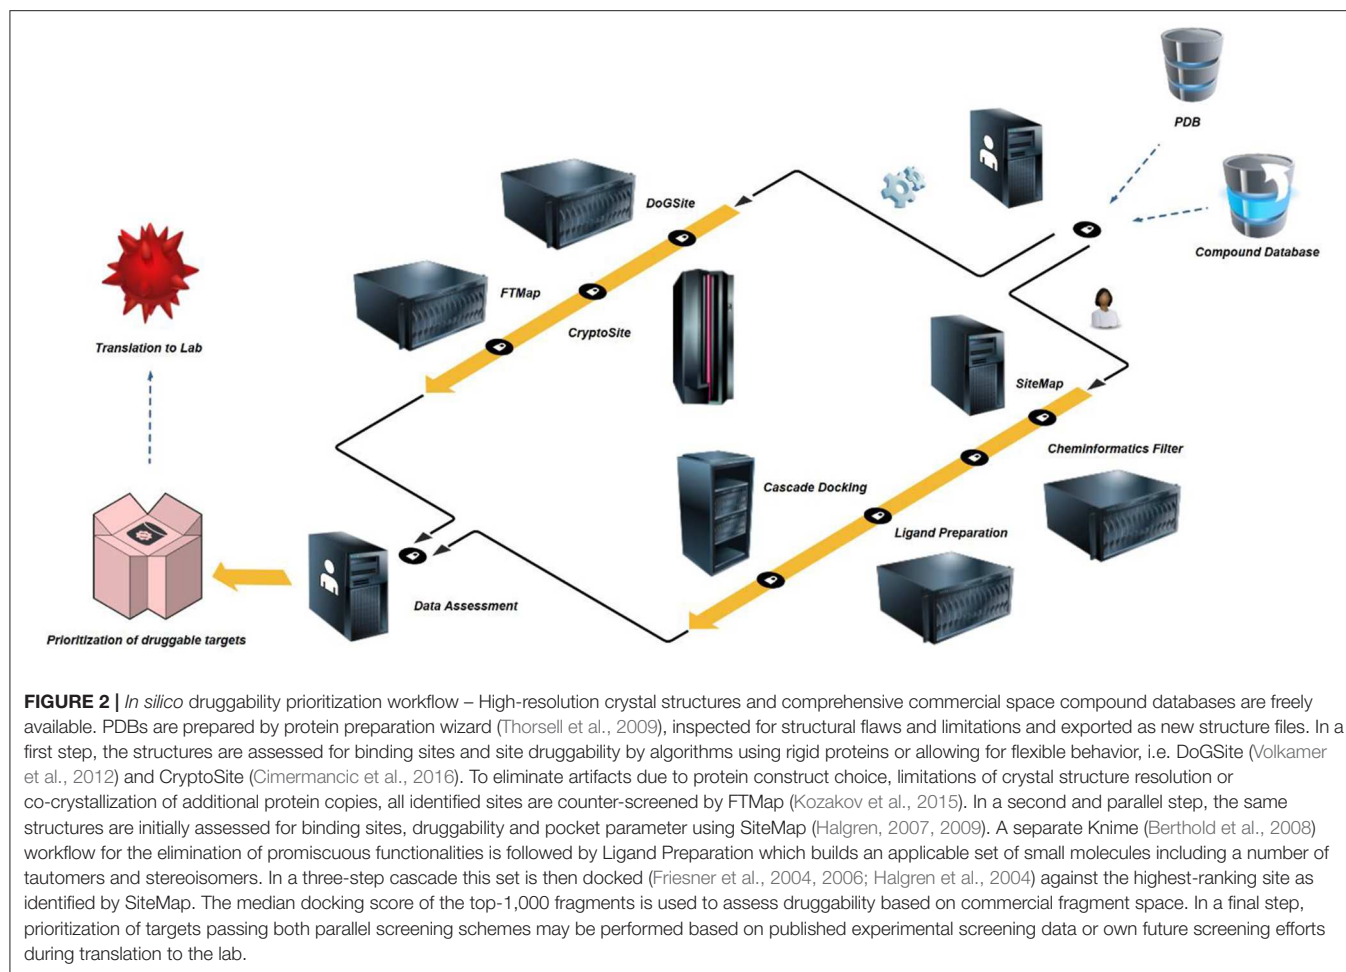 PDB
Compound Database
DoGSite
FTMap
CryptoSite
Translation to Lab
SiteMap
Cheminformatics Filter
Cascade Docking
Ligand Preparation
Data Assessment
Prioritization of druggable targets
FIGURE 2 | In silico druggability prioritization workflow – High-resolution crystal structures and comprehensive commercial space compound databases are freely
available. PDBs are prepared by protein preparation wizard (Thorsell et al., 2009), inspected for structural flaws and limitations and exported as new structure files. In a
first step, the structures are assessed for binding sites and site druggability by algorithms using rigid proteins or allowing for flexible behavior, i.e. DoGSite (Volkamer
et al., 2012) and CryptoSite (Cimermancic et al., 2016). To eliminate artifacts due to protein construct choice, limitations of crystal structure resolution or
co-crystallization of additional protein copies, all identified sites are counter-screened by FTMap (Kozakov et al., 2015). In a second and parallel step, the same
structures are initially assessed for binding sites, druggability and pocket parameter using SiteMap (Halgren, 2007, 2009). A separate Knime (Berthold et al., 2008)
workflow for the elimination of promiscuous functionalities is followed by Ligand Preparation which builds an applicable set of small molecules including a number of
tautomers and stereoisomers. In a three-step cascade this set is then docked (Friesner et al., 2004, 2006; Halgren et al., 2004) against the highest-ranking site as
identified by SiteMap. The median docking score of the top-1,000 fragments is used to assess druggability based on commercial fragment space. In a final step,
prioritization of targets passing both parallel screening schemes may be performed based on published experimental screening data or own future screening efforts
during translation to the lab.